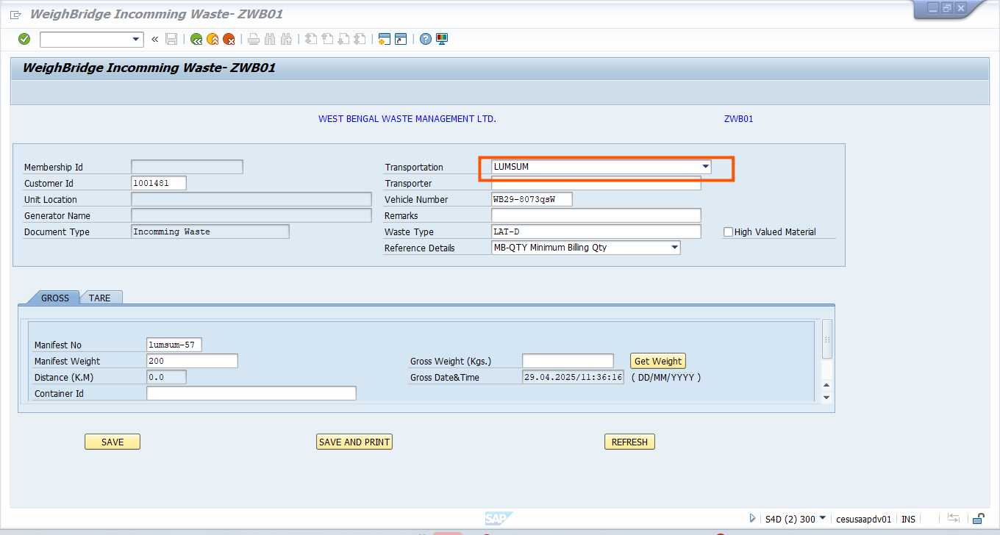 WeighBridge Incomming Waste- ZWB01
WeighBridge Incomming Waste- ZWB01
WEST BENGAL WASTE MANAGEMENT LTD. ZWB01
Membership Id Transportation LUMSUM
Customer Id 1001481 Transporter
Unit Location Vehicle Number WB29-8073qsW
Generator Name Remarks
Document Type Incomming Waste Waste Type LAT-D High Valued Material
Reference Details MB-QTY Minimum Billing Qty
GROSS TARE
Manifest No lumsum-57
Manifest Weight 200 Gross Weight (Kgs.) Get Weight
Distance (K.M) 0.0 Gross Date&Time 29.04.2025/11:36:16 ( DD/MM/YYYY )
Container Id
SAVE SAVE AND PRINT REFRESH
SAP S4D (2) 300 cesusaapdv01 INS